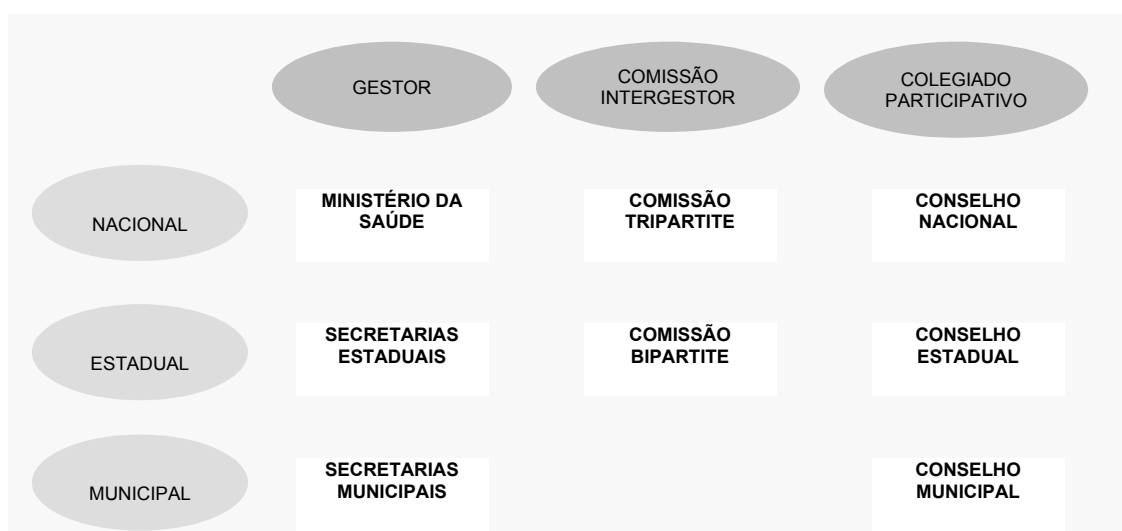 GESTOR
COMISSÃO
INTERGESTOR
COLEGIADO
PARTICIPATIVO
NACIONAL
MINISTÉRIO DA
SAÚDE
COMISSÃO
TRIPARTITE
CONSELHO
NACIONAL
ESTADUAL
SECRETARIAS
ESTADUAIS
COMISSÃO
BIPARTITE
CONSELHO
ESTADUAL
MUNICIPAL
SECRETARIAS
MUNICIPAIS
CONSELHO
MUNICIPAL